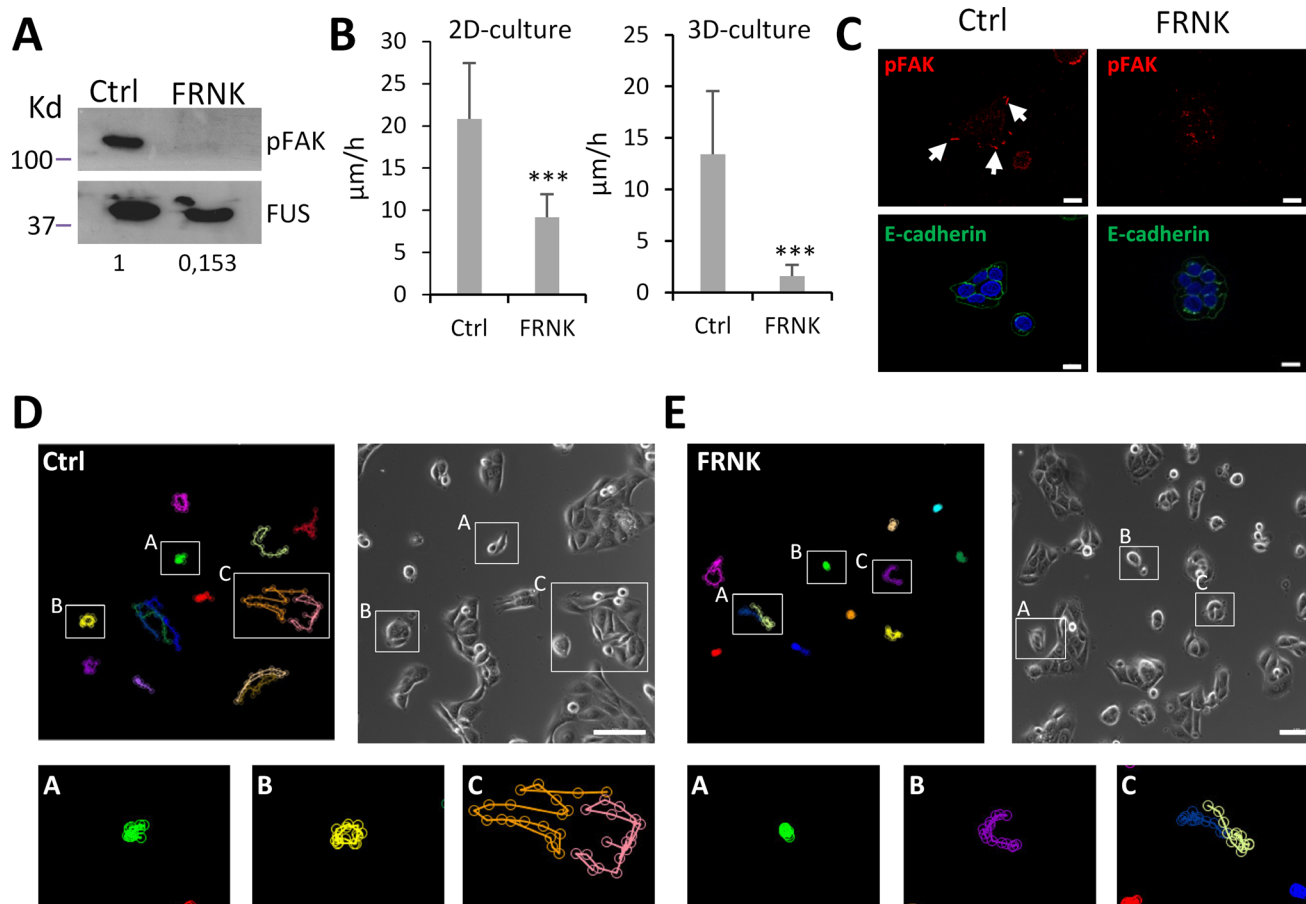 A
Kd
Ctrl FRNK
pFAK
100
FUS
37
1 0,153
B
2D-culture
µm/h
30
25
20
15
10
5
0
***
Ctrl FRNK
3D-culture
µm/h
25
20
15
10
5
0
***
Ctrl FRNK
C
Ctrl FRNK
pFAK pFAK
E-cadherin E-cadherin
D
Ctrl
A
B
C
A
B
C
A B C
E
FRNK
A
B
C
A
B
C
A B C